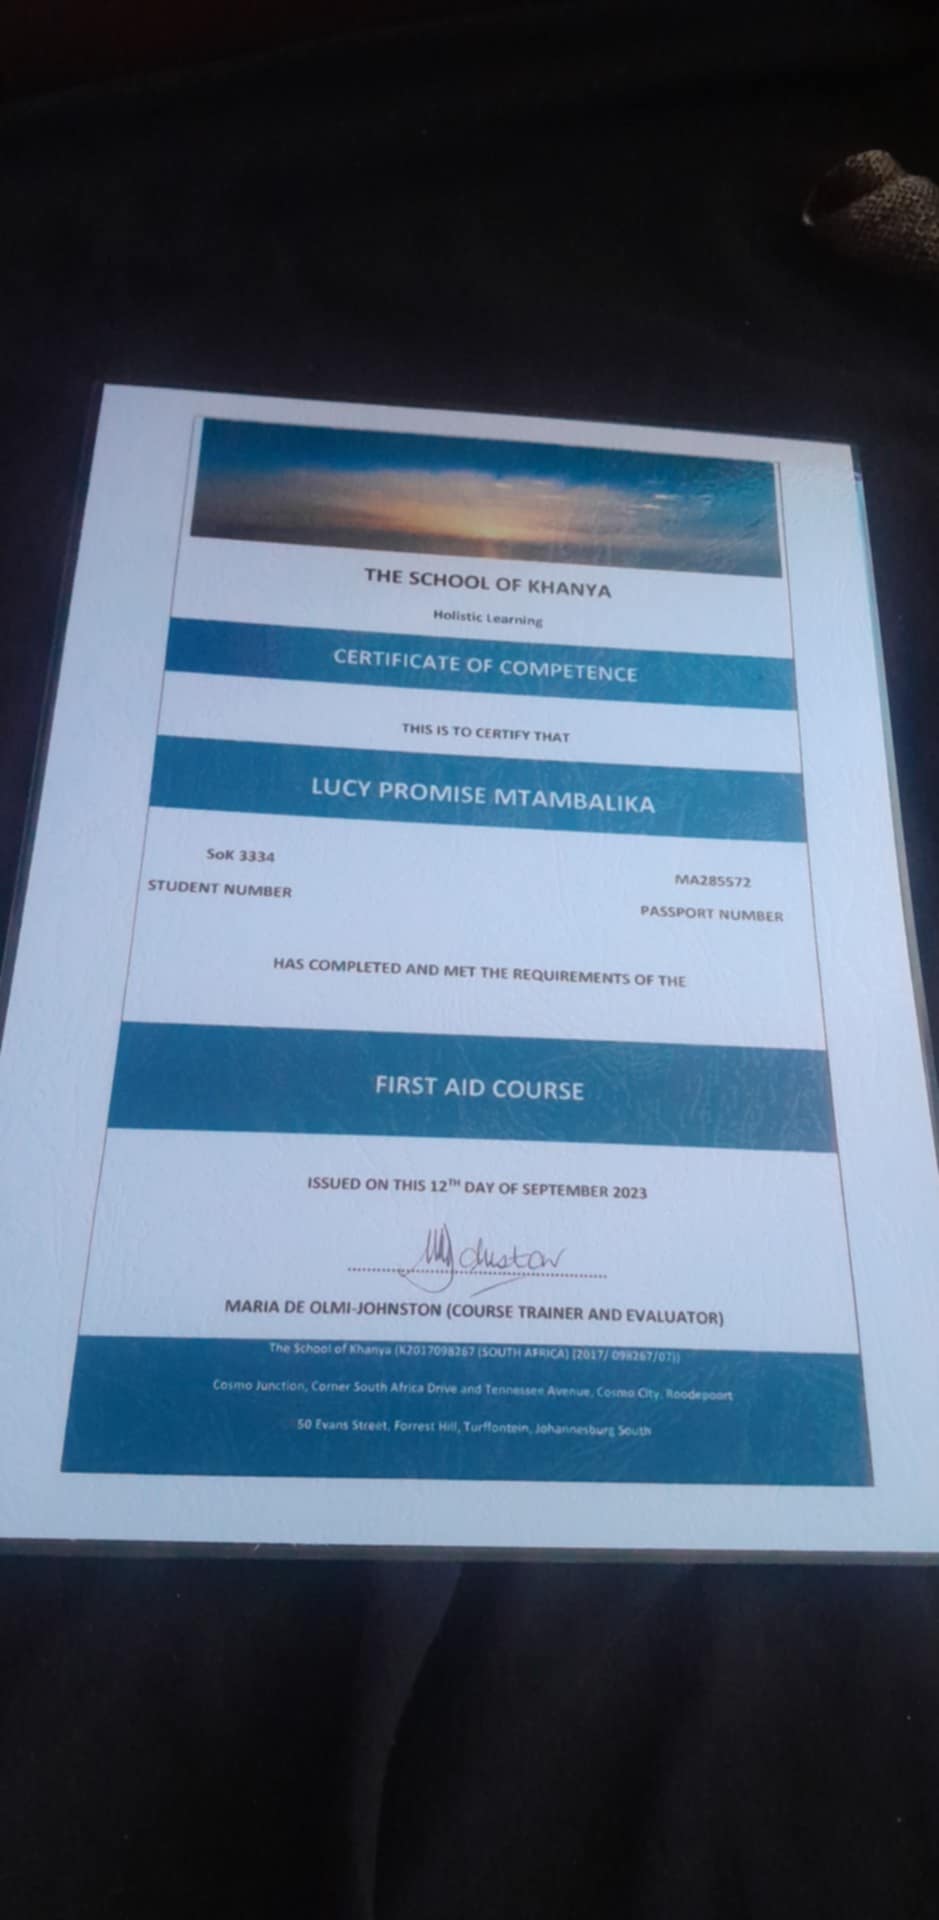 THE SCHOOL OF KHANYA
Holistic Learning
CERTIFICATE OF COMPETENCE
THIS IS TO CERTIFY THAT
LUCY PROMISE MTAMBALIKA
SoK 3334
STUDENT NUMBER
MA285572
PASSPORT NUMBER
HAS COMPLETED AND MET THE REQUIREMENTS OF THE
FIRST AID COURSE
ISSUED ON THIS 12TH DAY OF SEPTEMBER 2023
MJohnston
MARIA DE OLMI-JOHNSTON (COURSE TRAINER AND EVALUATOR)
The School of Khanya (K2017098267 (SOUTH AFRICA) [2017/ 098267/07))
Cosmo Junction, Corner South Africa Drive and Tennessee Avenue, Cosmo City, Roodepoort
50 Evans Street, Forrest Hill, Turffontein, Johannesburg South